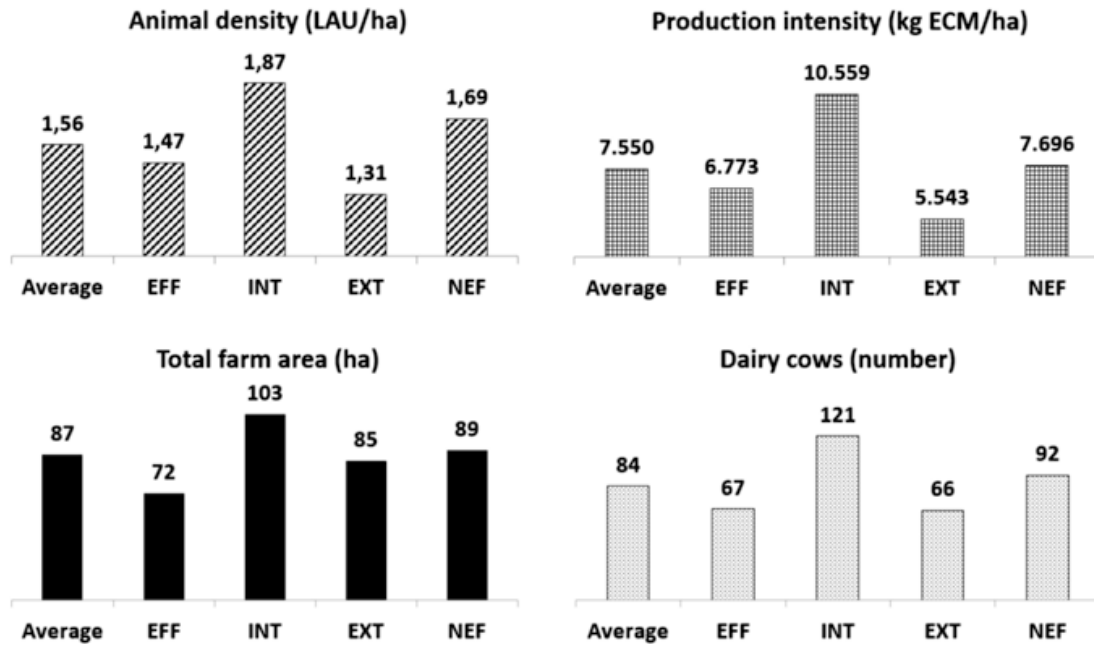 Animal density (LAU/ha)
1,56
1,47
1,87
1,31
1,69
Average EFF INT EXT NEF
Production intensity (kg ECM/ha)
7.550
6.773
10.559
5.543
7.696
Average EFF INT EXT NEF
Total farm area (ha)
87
72
103
85
89
Average EFF INT EXT NEF
Dairy cows (number)
84
67
121
66
92
Average EFF INT EXT NEF